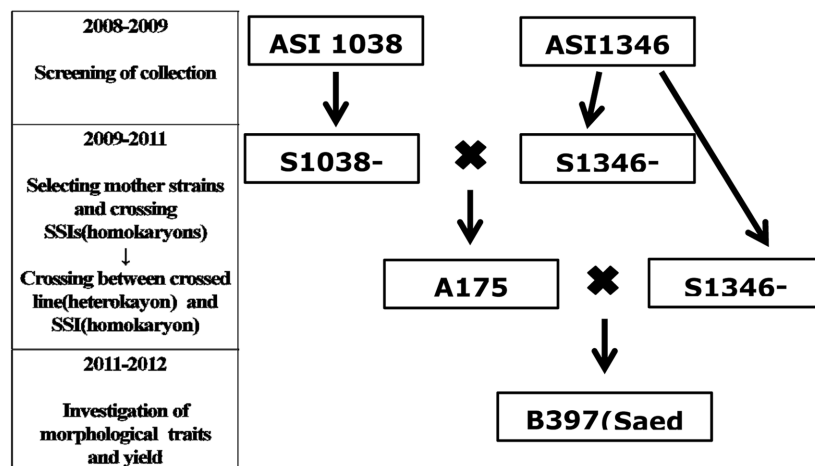 2008-2009
Screening of collection
ASI 1038
ASI1346
2009-2011
Selecting mother strains
and crossing
SSIs(homokaryons)
↓
Crossing between crossed
line(heterokayon) and
SSI(homokaryon)
S1038-
S1346-
A175
S1346-
2011-2012
Investigation of
morphological traits
and yield
B397(Saed